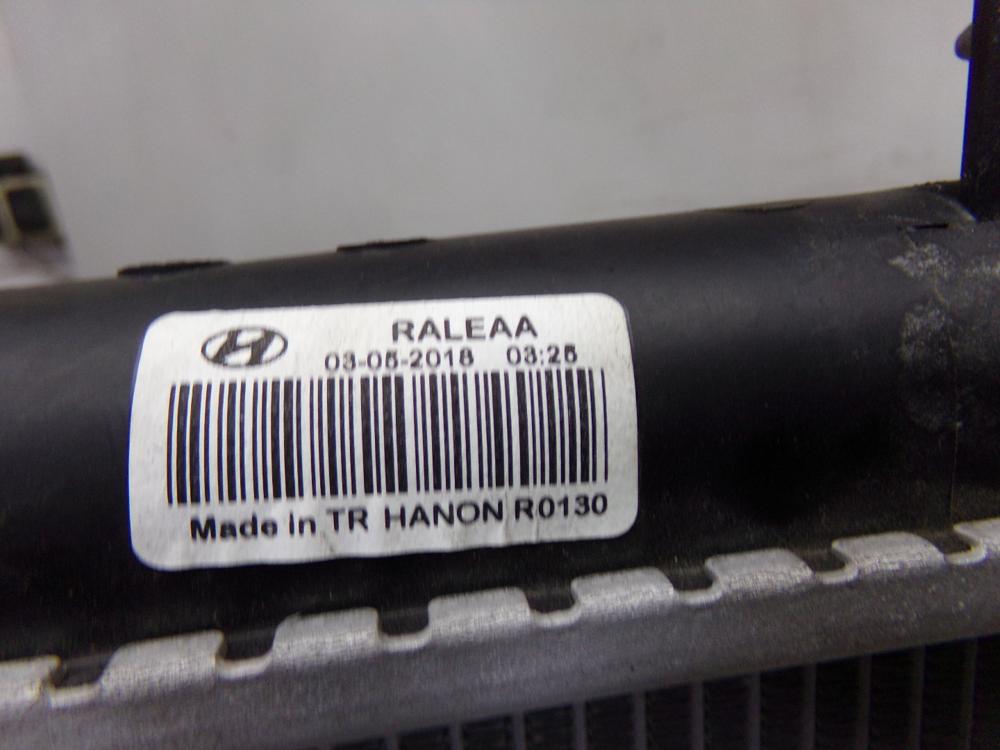 RALEAA
03-05-2018 03:25
Made in TR HANON R0130